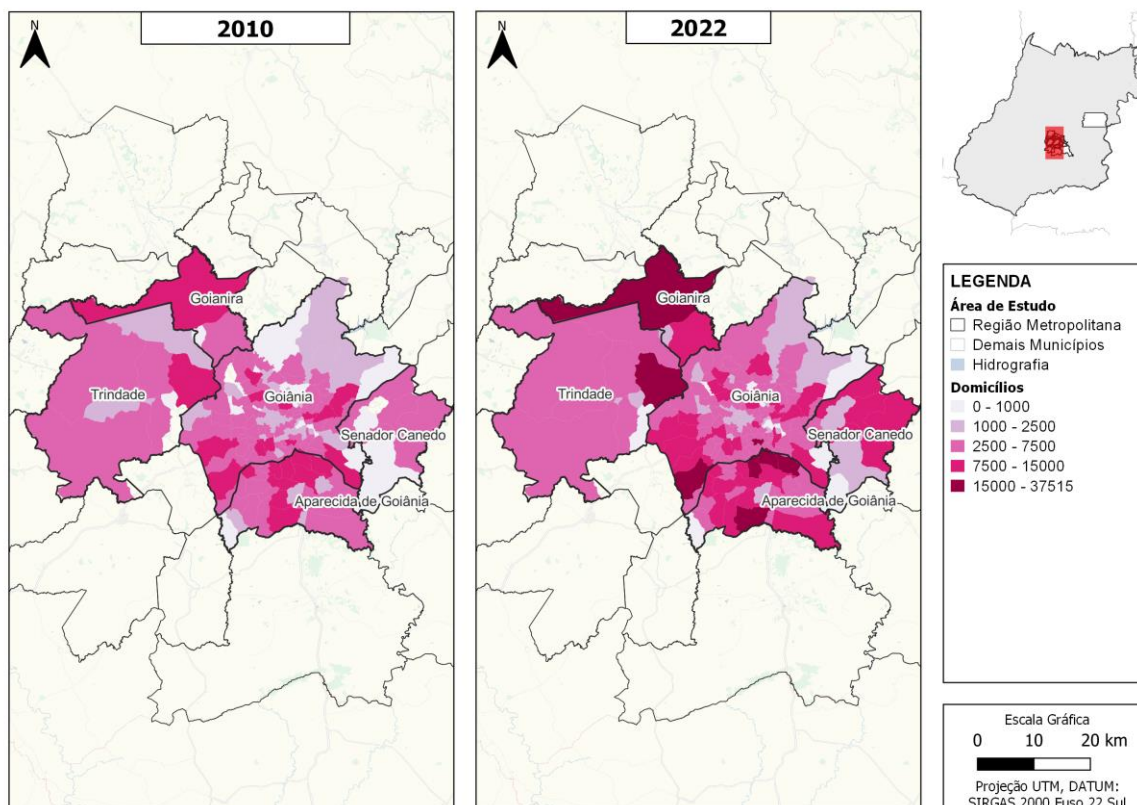 N
2010
Goianira
Trindade
Goiânia
Senador Canedo
Aparecida de Goiânia
N
2022
Goianira
Trindade
Goiânia
Senador Canedo
Aparecida de Goiânia
LEGENDA
Área de Estudo
Região Metropolitana
Demais Municípios
Hidrografia
Domicílios
0 - 1000
1000 - 2500
2500 - 7500
7500 - 15000
15000 - 37515
Escala Gráfica
0 10 20 km
Projeção UTM, DATUM:
SIRGAS 2000 Fuso 22 Sul